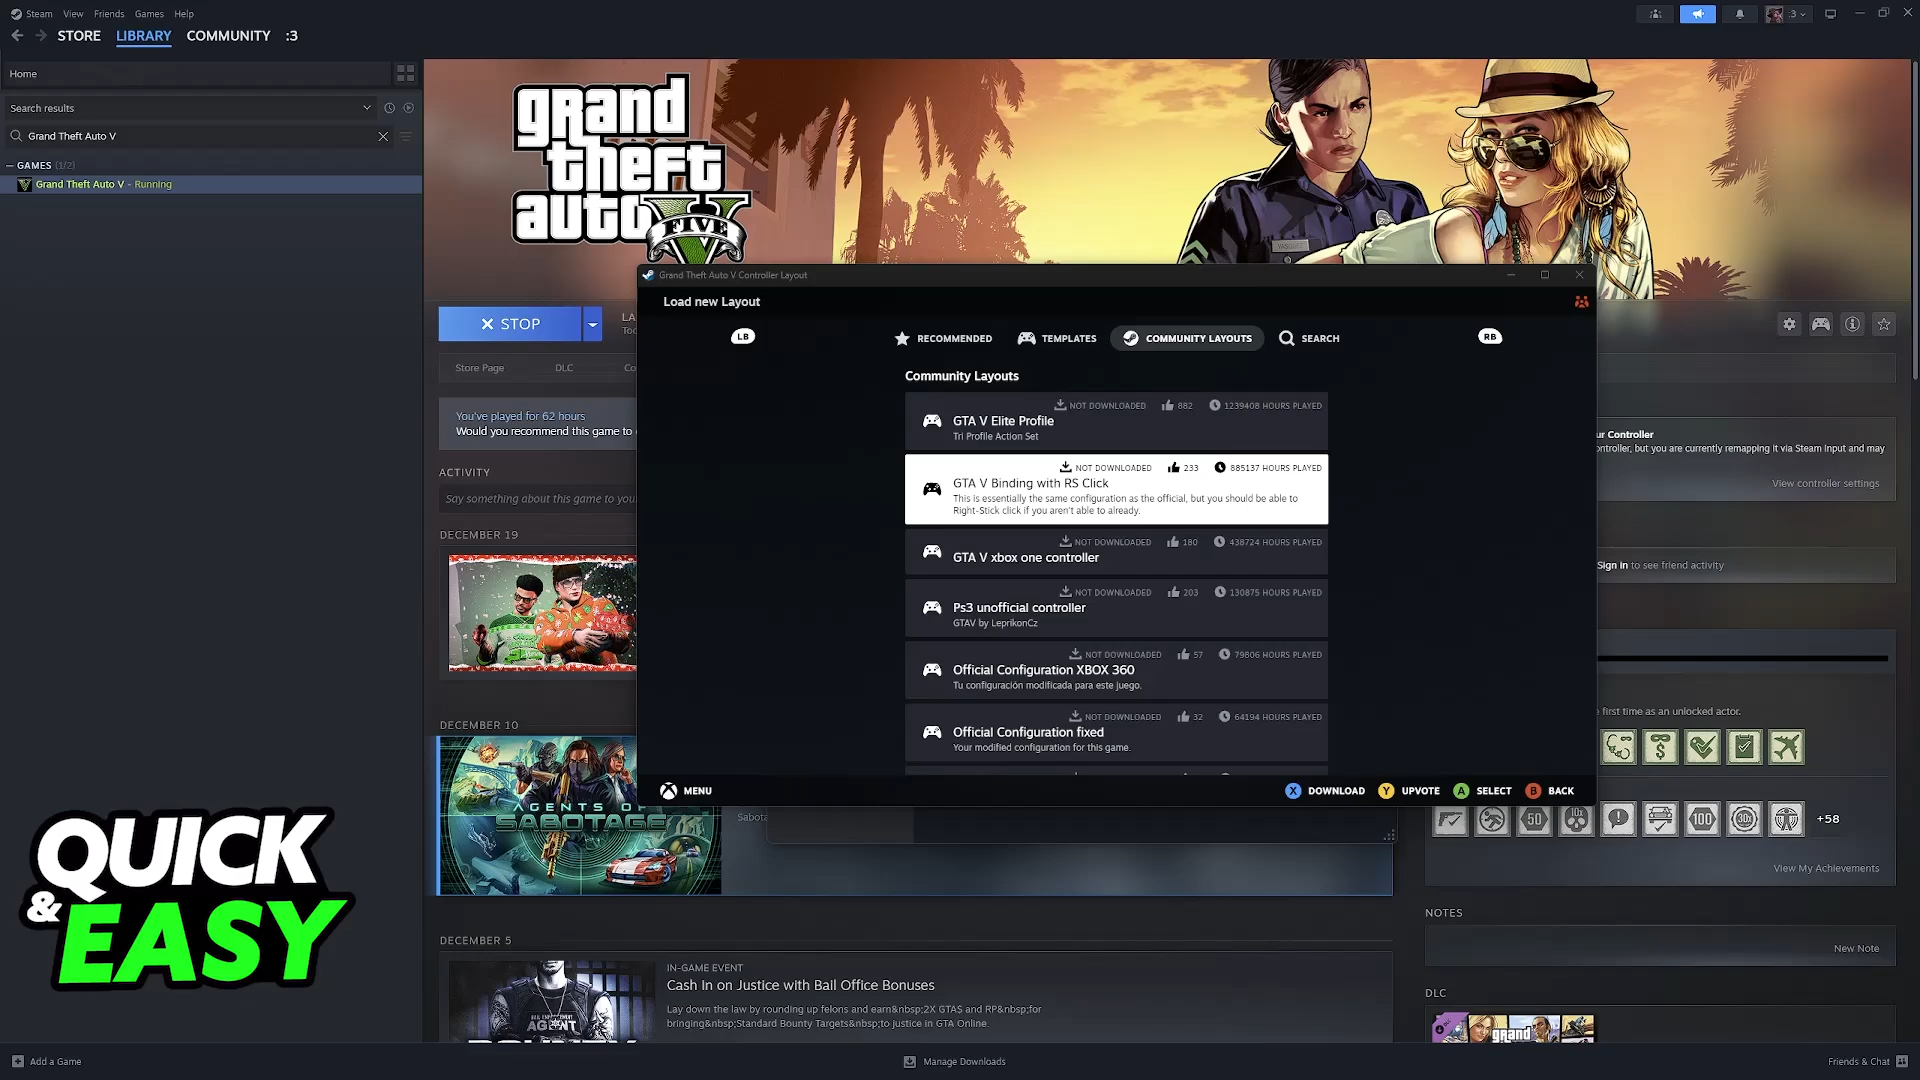 Steam View Friends Games Help
:3
STORE LIBRARY COMMUNITY :3
Home
Search results
Grand Theft Auto V
GAMES (1/2)
Grand Theft Auto V - Running
grand
theft
auto
FIVE
VASQUEZ
STOP
LA
Store Page DLC Co
You've played for 62 hours
Would you recommend this game to
ACTIVITY
Say something about this game to your
DECEMBER 19
DECEMBER 10
AGENTS OF
SABOTAGE
Sabota
DECEMBER 5
IN-GAME EVENT
Cash In on Justice with Bail Office Bonuses
Lay down the law by rounding up felons and earn&nbsp;2X GTA$ and RP&nbsp;for
bringing&nbsp;Standard Bounty Targets&nbsp;to justice in GTA Online.
AGENT
Grand Theft Auto V Controller Layout
Load new Layout
LB RECOMMENDED TEMPLATES COMMUNITY LAYOUTS SEARCH RB
Community Layouts
NOT DOWNLOADED 882 1239408 HOURS PLAYED
GTA V Elite Profile
Tri Profile Action Set
NOT DOWNLOADED 233 885137 HOURS PLAYED
GTA V Binding with RS Click
This is essentially the same configuration as the official, but you should be able to
Right-Stick click if you aren't able to already.
NOT DOWNLOADED 180 438724 HOURS PLAYED
GTA V xbox one controller
NOT DOWNLOADED 203 130875 HOURS PLAYED
Ps3 unofficial controller
GTAV by LeprikonCz
NOT DOWNLOADED 57 79806 HOURS PLAYED
Official Configuration XBOX 360
Tu configuración modificada para este juego.
NOT DOWNLOADED 32 64194 HOURS PLAYED
Official Configuration fixed
Your modified configuration for this game.
MENU X DOWNLOAD Y UPVOTE A SELECT B BACK
ur Controller
ontroller, but you are currently remapping it via Steam Input and may
View controller settings
Sign in to see friend activity
first time as an unlocked actor.
50 10x 100 30x +58
View My Achievements
NOTES
New Note
DLC
grand
QUICK
& EASY
Add a Game
Manage Downloads
Friends & Chat